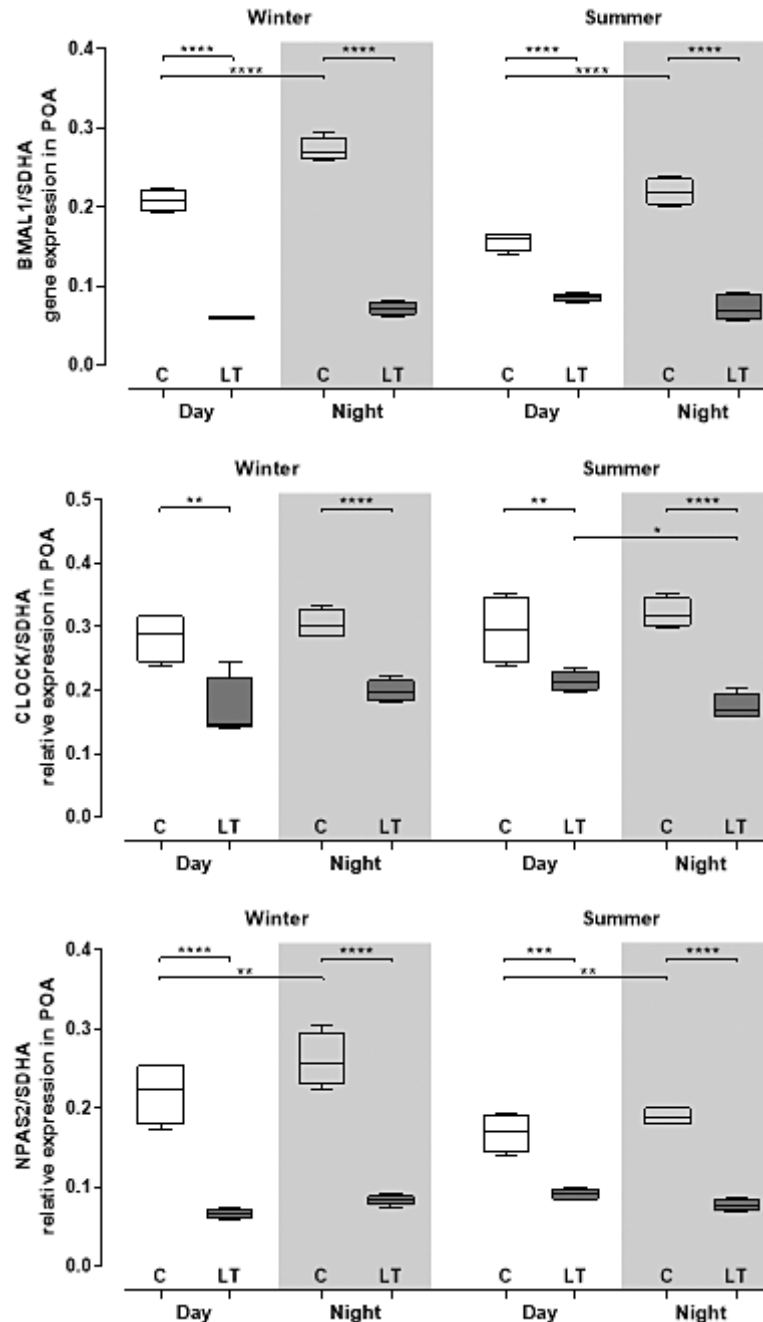 Winter Summer
**** **** **** ****
**** ****
0.4
0.3
0.2
0.1
0.0
BMAL1/SDHA
gene expression in POA
C LT C LT C LT C LT
Day Night Day Night
Winter Summer
** **** ** ****
*
0.5
0.4
0.3
0.2
0.1
0.0
CLOCK/SDHA
relative expression in POA
C LT C LT C LT C LT
Day Night Day Night
Winter Summer
**** **** *** ****
** **
0.4
0.3
0.2
0.1
0.0
NPAS2/SDHA
relative expression in POA
C LT C LT C LT C LT
Day Night Day Night